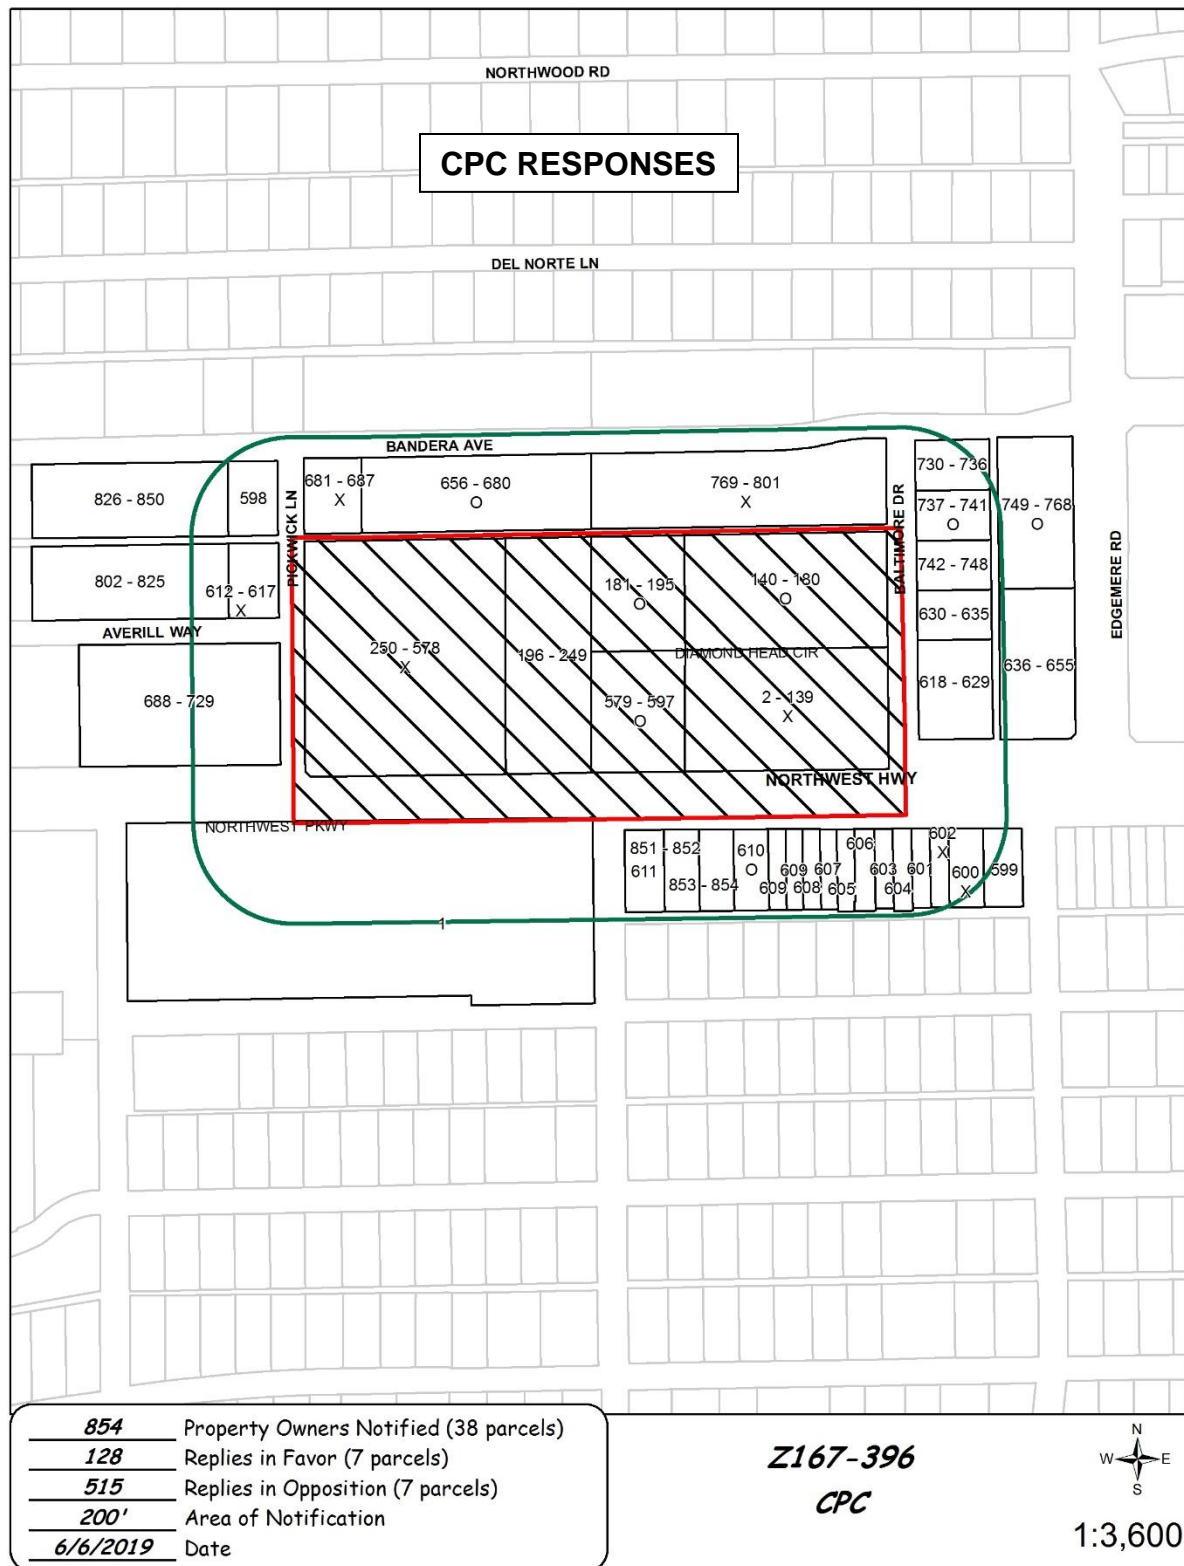 NORTHWOOD RD
CPC RESPONSES
DEL NORTE LN
BANDERA AVE
826 - 850
598
681 - 687
X
656 - 680
O
769 - 801
X
730 - 736
737 - 741
O
749 - 768
O
PICKWICK LN
BALTIMORE DR
EDGEMERE RD
802 - 825
612 - 617
X
181 - 195
O
140 - 180
O
742 - 748
630 - 635
AVERILL WAY
250 - 578
X
196 - 249
DIAMOND HEAD CIR
636 - 655
688 - 729
579 - 597
O
2 - 139
X
618 - 629
NORTHWEST HWY
NORTHWEST PKWY
851 - 852
611
853 - 854
610
O
609
609
608
607
605
606
603
604
601
602
X
600
X
599
1
854 Property Owners Notified (38 parcels)
128 Replies in Favor (7 parcels)
515 Replies in Opposition (7 parcels)
200' Area of Notification
6/6/2019 Date
Z167-396
CPC
N
W E
S
1:3,600